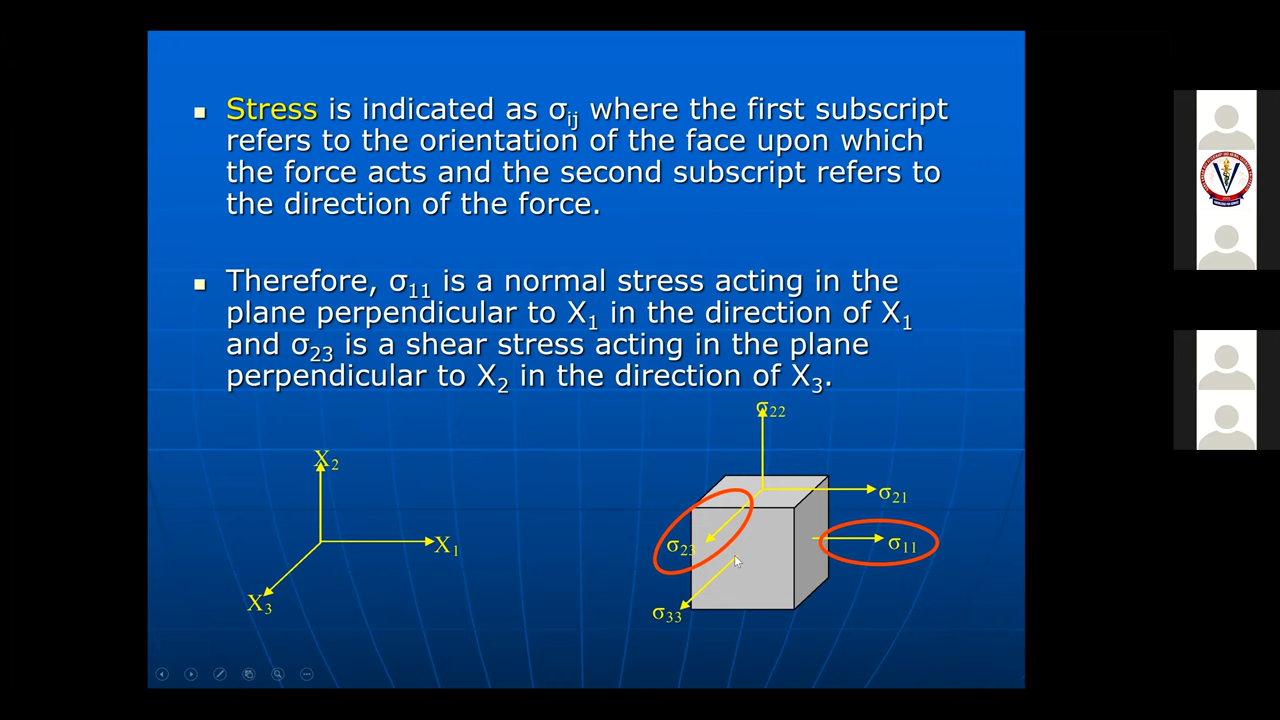 Stress is indicated as σij where the first subscript
refers to the orientation of the face upon which
the force acts and the second subscript refers to
the direction of the force.
Therefore, σ11 is a normal stress acting in the
plane perpendicular to X1 in the direction of X1
and σ23 is a shear stress acting in the plane
perpendicular to X2 in the direction of X3.
σ22
X2
σ21
X1
σ23
σ11
X3
σ33